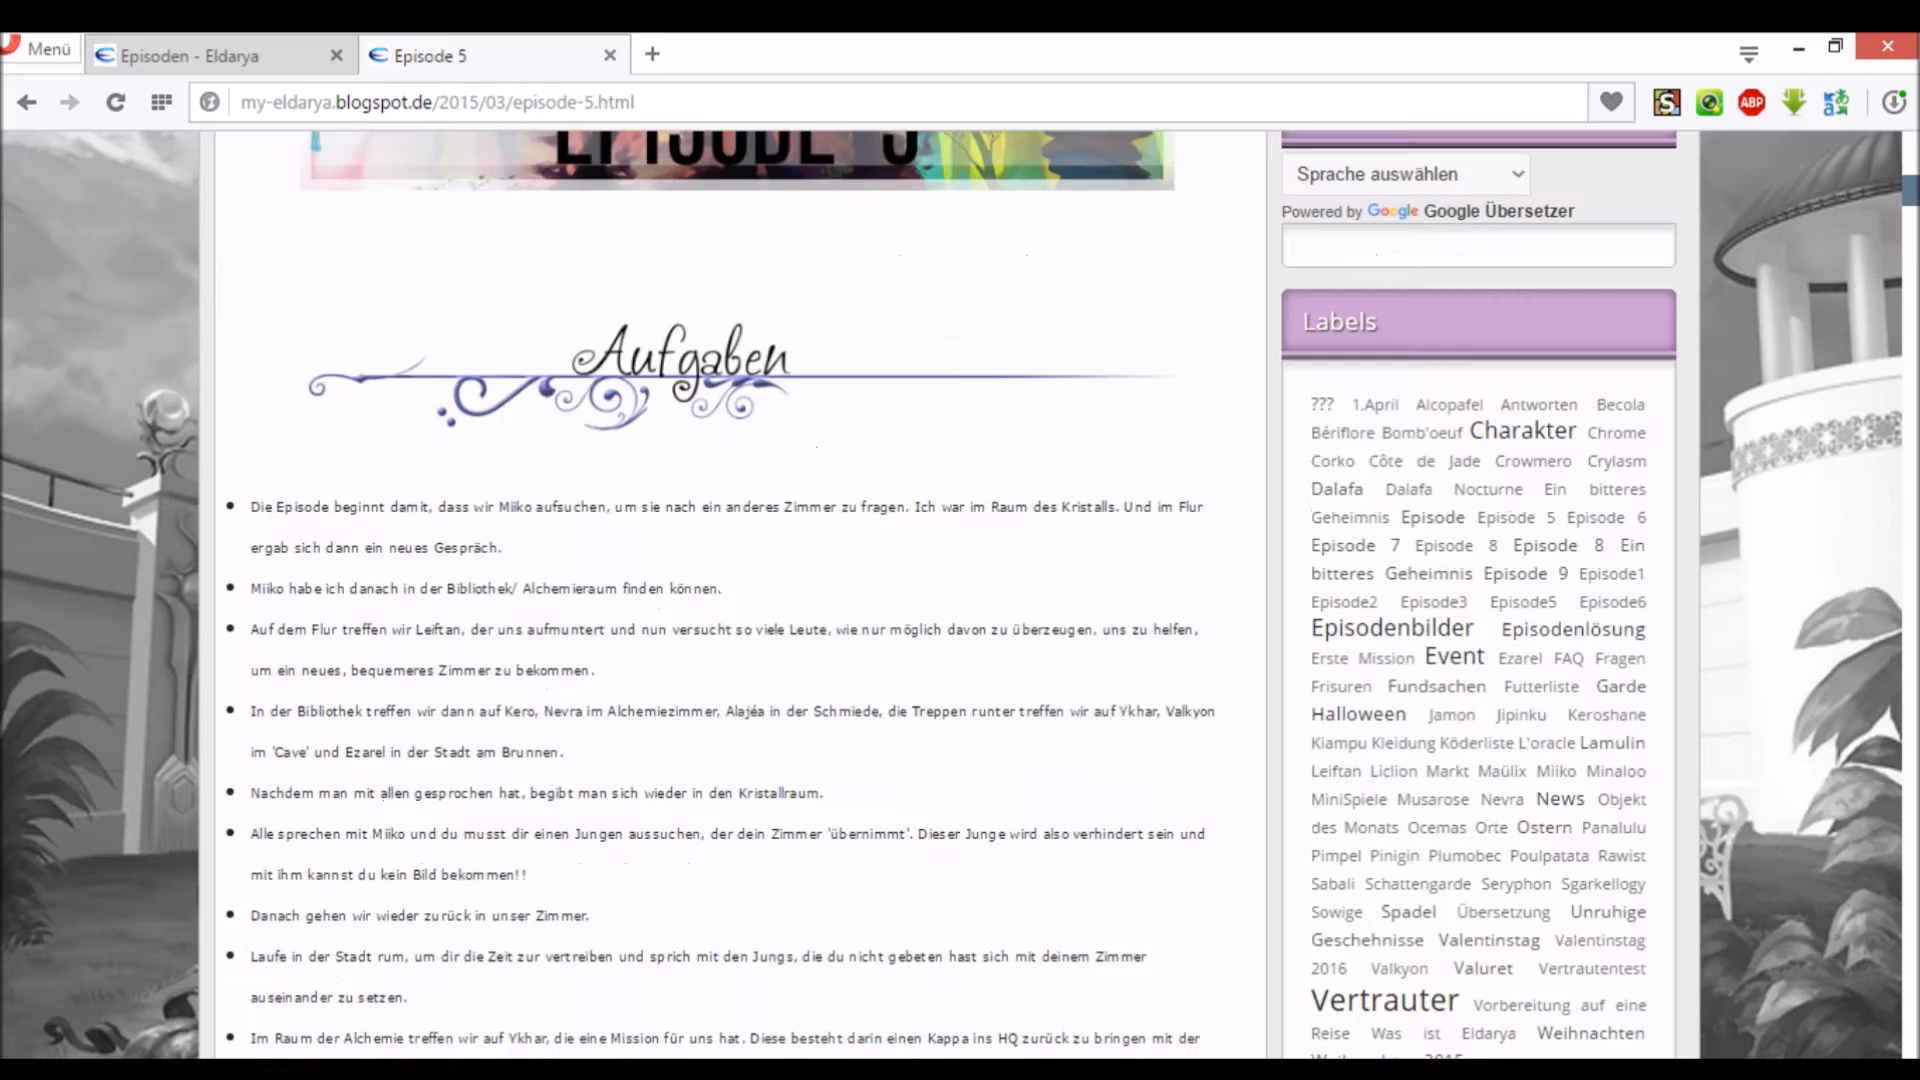 Menü
Episoden - Eldarya
Episode 5
my-eldarya.blogspot.de/2015/03/episode-5.html
ABP
EPISODE 5
Aufgaben
Die Episode beginnt damit, dass wir Miiko aufsuchen, um sie nach ein anderes Zimmer zu fragen. Ich war im Raum des Kristalls. Und im Flur
ergab sich dann ein neues Gespräch.
Miiko habe ich danach in der Bibliothek/ Alchemieraum finden können.
Auf dem Flur treffen wir Leiftan, der uns aufmuntert und nun versucht so viele Leute, wie nur möglich davon zu überzeugen, uns zu helfen,
um ein neues, bequemeres Zimmer zu bekommen.
In der Bibliothek treffen wir dann auf Kero, Nevra im Alchemiezimmer, Alajéa in der Schmiede, die Treppen runter treffen wir auf Ykhar, Valkyon
im 'Cave' und Ezarel in der Stadt am Brunnen.
Nachdem man mit allen gesprochen hat, begibt man sich wieder in den Kristallraum.
Alle sprechen mit Miiko und du musst dir einen Jungen aussuchen, der dein Zimmer 'übernimmt'. Dieser Junge wird also verhindert sein und
mit ihm kannst du kein Bild bekommen!!
Danach gehen wir wieder zurück in unser Zimmer.
Laufe in der Stadt rum, um dir die Zeit zur vertreiben und sprich mit den Jungs, die du nicht gebeten hast sich mit deinem Zimmer
auseinander zu setzen.
Im Raum der Alchemie treffen wir auf Ykhar, die eine Mission für uns hat. Diese besteht darin einen Kappa ins HQ zurück zu bringen mit der
Sprache auswählen
Powered by Google Google Übersetzer
Labels
??? 1.April Alcopafel Antworten Becola
Bériflore Bomb'oeuf Charakter Chrome
Corko Côte de Jade Crowmero Crylasm
Dalafa Dalafa Nocturne Ein bitteres
Geheimnis Episode Episode 5 Episode 6
Episode 7 Episode 8 Episode 8 Ein
bitteres Geheimnis Episode 9 Episode1
Episode2 Episode3 Episode5 Episode6
Episodenbilder Episodenlösung
Erste Mission Event Ezarel FAQ Fragen
Frisuren Fundsachen Futterliste Garde
Halloween Jamon Jipinku Keroshane
Kiampu Kleidung Köderliste L'oracle Lamulin
Leiftan Liclion Markt Maülix Miiko Minaloo
MiniSpiele Musarose Nevra News Objekt
des Monats Ocemas Orte Ostern Panalulu
Pimpel Pinigin Plumobec Poulpatata Rawist
Sabali Schattengarde Seryphon Sgarkellogy
Sowige Spadel Übersetzung Unruhige
Geschehnisse Valentinstag Valentinstag
2016 Valkyon Valuret Vertrautentest
Vertrauter Vorbereitung auf eine
Reise Was ist Eldarya Weihnachten